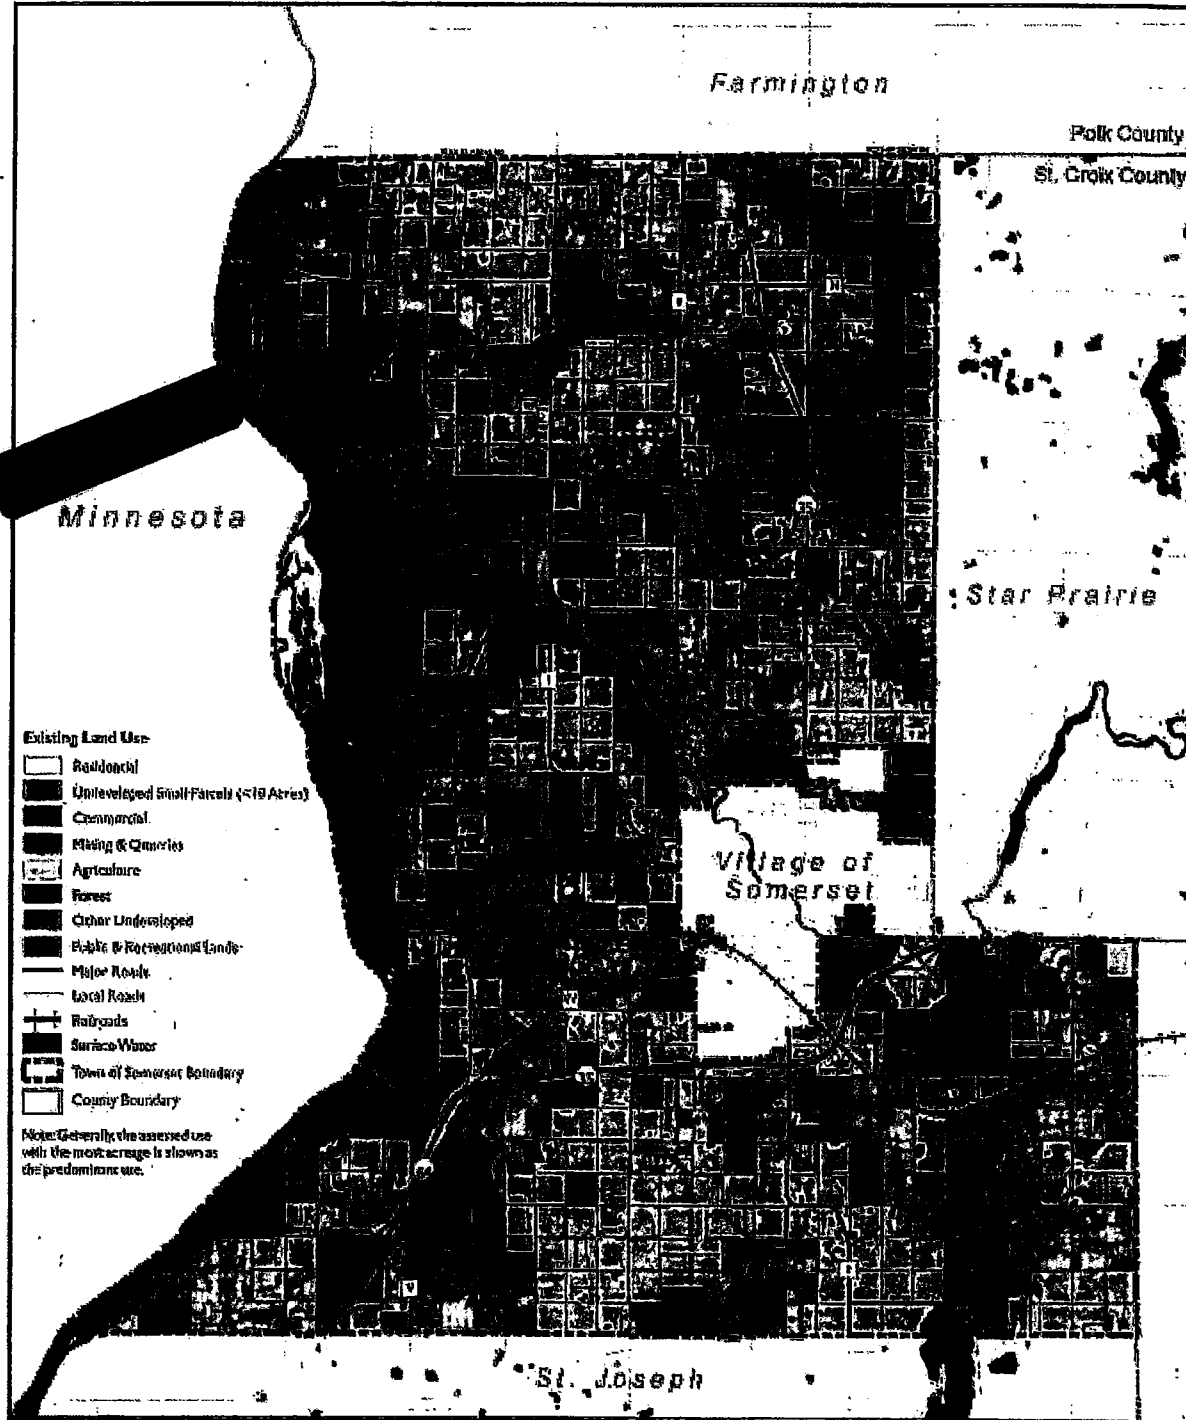 Farmington
Polk County
St. Croix County
Minnesota
35
Star Prairie
I
Existing Land Use
Residential
Undeveloped Small Parcels (<10 Acres)
Commercial
Mining & Quarries
Agriculture
Forest
Other Undeveloped
Public & Recreational Lands
Major Roads
Local Roads
Railroads
Surface Water
Town of Somerset Boundary
County Boundary
Village of
Somerset
Note: Generally, the assessed use
with the most acreage is shown as
the predominant use.
V
St. Joseph